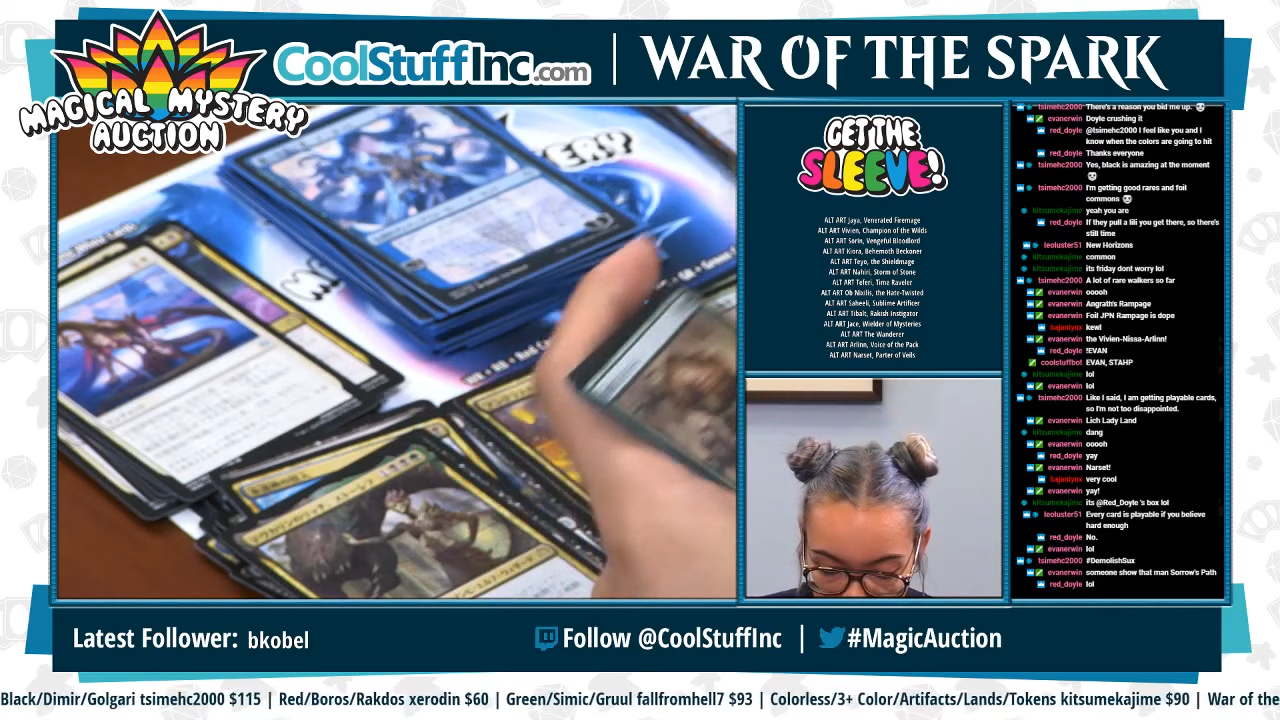 MAGICAL MYSTERY
AUCTION
COOLSTUFFINC.com
WAR OF THE SPARK
GET THE
SLEEVE!
ALT ART Jaya, Venerated Firemage
ALT ART Vivien, Champion of the Wilds
ALT ART Sorin, Vengeful Bloodlord
ALT ART Kiora, Behemoth Beckoner
ALT ART Teyo, the Shieldmage
ALT ART Nahiri, Storm of Stone
ALT ART Teferi, Time Raveler
ALT ART Ob Nixilis, the Hate-Twisted
ALT ART Saheeli, Sublime Artificer
ALT ART Tibalt, Rakish Instigator
ALT ART Jace, Wielder of Mysteries
ALT ART The Wanderer
ALT ART Arlinn, Voice of the Pack
ALT ART Narset, Parter of Veils
tsimehc2000 There's a reason you bid me up.
evanerwin Doyle crushing it
red_doyle @tsimehc2000 I feel like you and I
know when the colors are going to hit
red_doyle Thanks everyone
tsimehc2000 Yes, black is amazing at the moment
tsimehc2000 I'm getting good rares and foil
commons
kitsumekajime yeah you are
red_doyle If they pull a lili you get there, so there's
still time
leoluster51 New Horizons
kitsumekajime common
kitsumekajime its friday dont worry lol
tsimehc2000 A lot of rare walkers so far
evanerwin ooooh
evanerwin Angrath's Rampage
evanerwin Foil JPN Rampage is dope
bajanlynx kewl
evanerwin the Vivien-Nissa-Arlinn!
red_doyle !EVAN
coolstuffbot EVAN, STAHP
kitsumekajime lol
evanerwin lol
tsimehc2000 Like I said, I am getting playable cards,
so I'm not too disappointed.
evanerwin Lich Lady Land
kitsumekajime dang
evanerwin ooooh
red_doyle yay
evanerwin Narset!
bajanlynx very cool
evanerwin yay!
kitsumekajime its @Red_Doyle 's box lol
leoluster51 Every card is playable if you believe
hard enough
red_doyle No.
evanerwin lol
tsimehc2000 #DemolishSux
evanerwin someone show that man Sorrow's Path
red_doyle lol
Latest Follower: bkobel
Follow @CoolStuffInc | #MagicAuction
Black/Dimir/Golgari tsimehc2000 $115 | Red/Boros/Rakdos xerodin $60 | Green/Simic/Gruul fallfromhell7 $93 | Colorless/3+ Color/Artifacts/Lands/Tokens kitsumekajime $90 | War of the